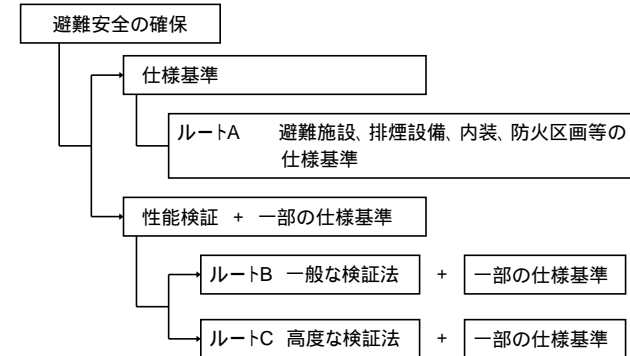 避難安全の確保
仕様基準
ルートA　避難施設、排煙設備、内装、防火区画等の
仕様基準
性能検証 + 一部の仕様基準
ルートB 一般な検証法 + 一部の仕様基準
ルートC 高度な検証法 + 一部の仕様基準